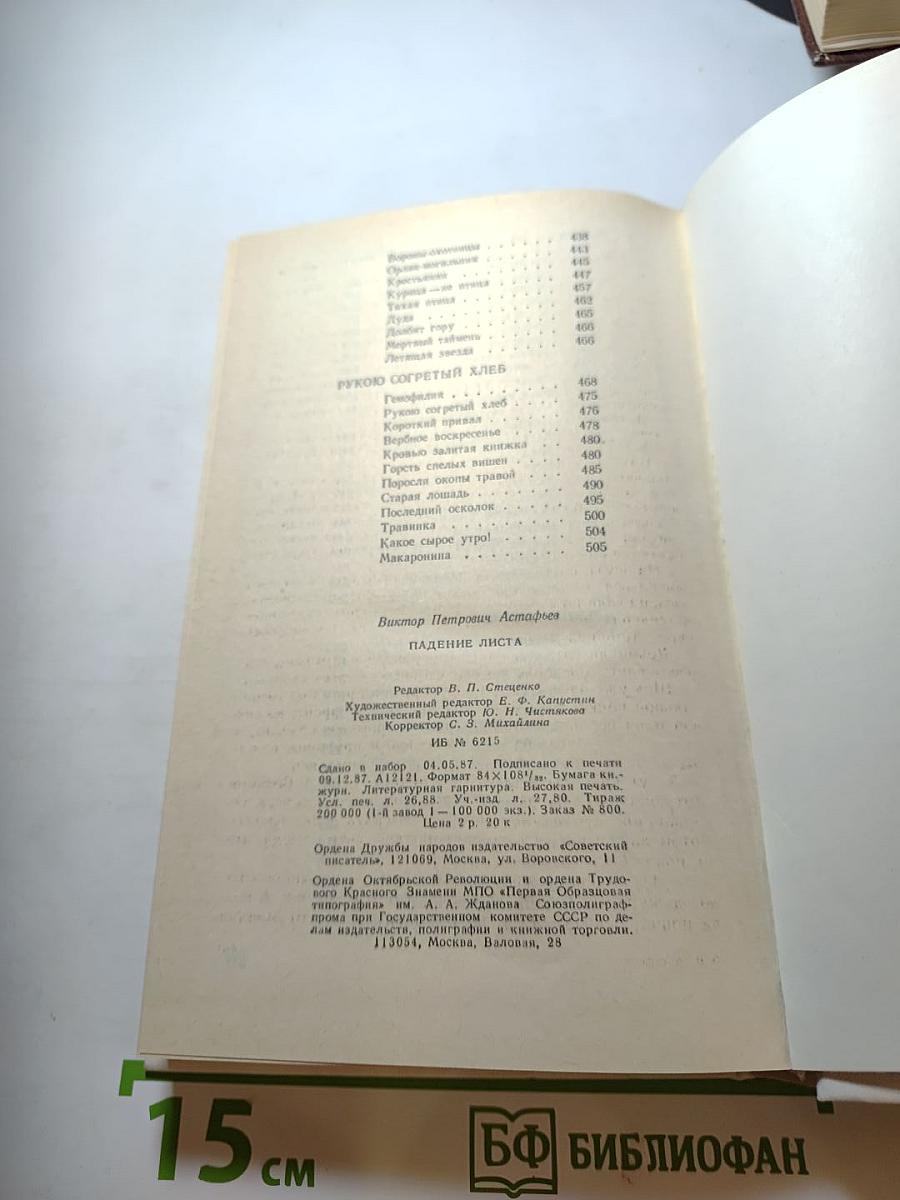 Вороны-охотницы . . . . . . 438
Орлан-могильник . . . . . . 443
Крестьянин . . . . . . 445
Курица — не птица . . . . 447
Тихая птица . . . . . . 457
Душа . . . . . . 462
Долбят гору . . . . . . 465
Мертвый таймень . . . . . 466
Летящая звезда . . . . . 466
РУКОЮ СОГРЕТЫЙ ХЛЕБ
Гемофилия . . . . . . . . . 468
Рукою согретый хлеб . . . . 475
Короткий привал . . . . . . 476
Вербное воскресенье . . . . 478
Кровью залитая книжка . . 480
Горсть спелых вишен . . . . 480
Поросли окопы травой . . . 485
Старая лошадь . . . . . . . 490
Последний осколок . . . . . 495
Травинка . . . . . . . . . 500
Какое сырое утро! . . . . . 504
Макаронина . . . . . . . 505
Виктор Петрович Астафьев
ПАДЕНИЕ ЛИСТА
Редактор В. П. Стеценко
Художественный редактор Е. Ф. Капустин
Технический редактор Ю. Н. Чистякова
Корректор С. З. Михайлина
ИБ № 6215
Сдано в набор 04.05.87. Подписано к печати
09.12.87. А12121. Формат 84×108¹/₃₂. Бумага кн.-
журн. Литературная гарнитура. Высокая печать.
Усл. печ. л. 26,88. Уч.-изд. л. 27,80. Тираж
200 000 (1-й завод 1—100 000 экз.). Заказ № 800.
Цена 2 р. 20 к
Ордена Дружбы народов издательство «Советский
писатель», 121069, Москва, ул. Воровского, 11
Ордена Октябрьской Революции и ордена Трудо-
вого Красного Знамени МПО «Первая Образцовая
типография» им. А. А. Жданова Союзполиграф-
прома при Государственном комитете СССР по де-
лам издательств, полиграфии и книжной торговли.
113054, Москва, Валовая, 28
15 см
БФ БИБЛИОФАН